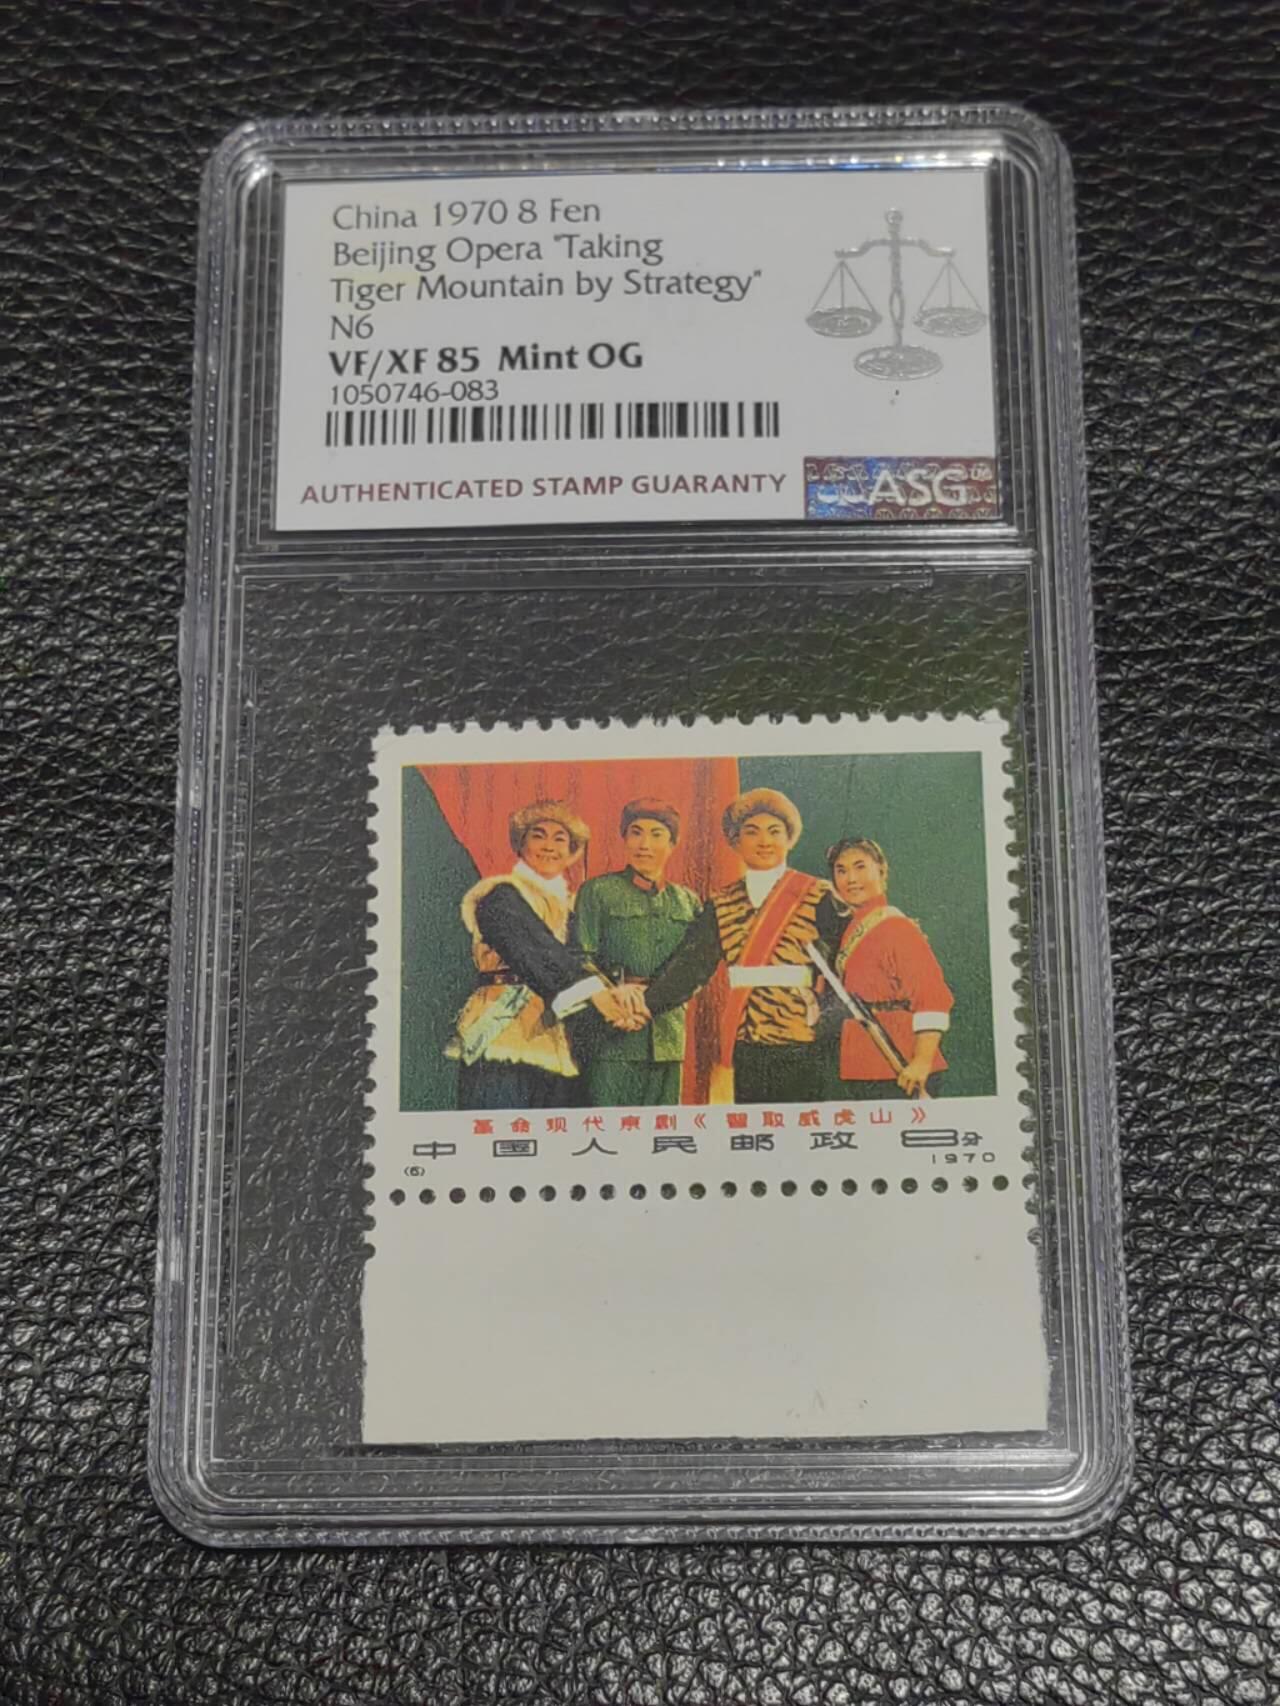 China 1970 8 Fen
Beijing Opera "Taking
Tiger Mountain by Strategy"
N6
VF/XF 85 Mint OG
1050746-083
AUTHENTICATED STAMP GUARANTY
ASG
革命现代京剧《智取威虎山》
中国人民邮政 8分
(6) 1970